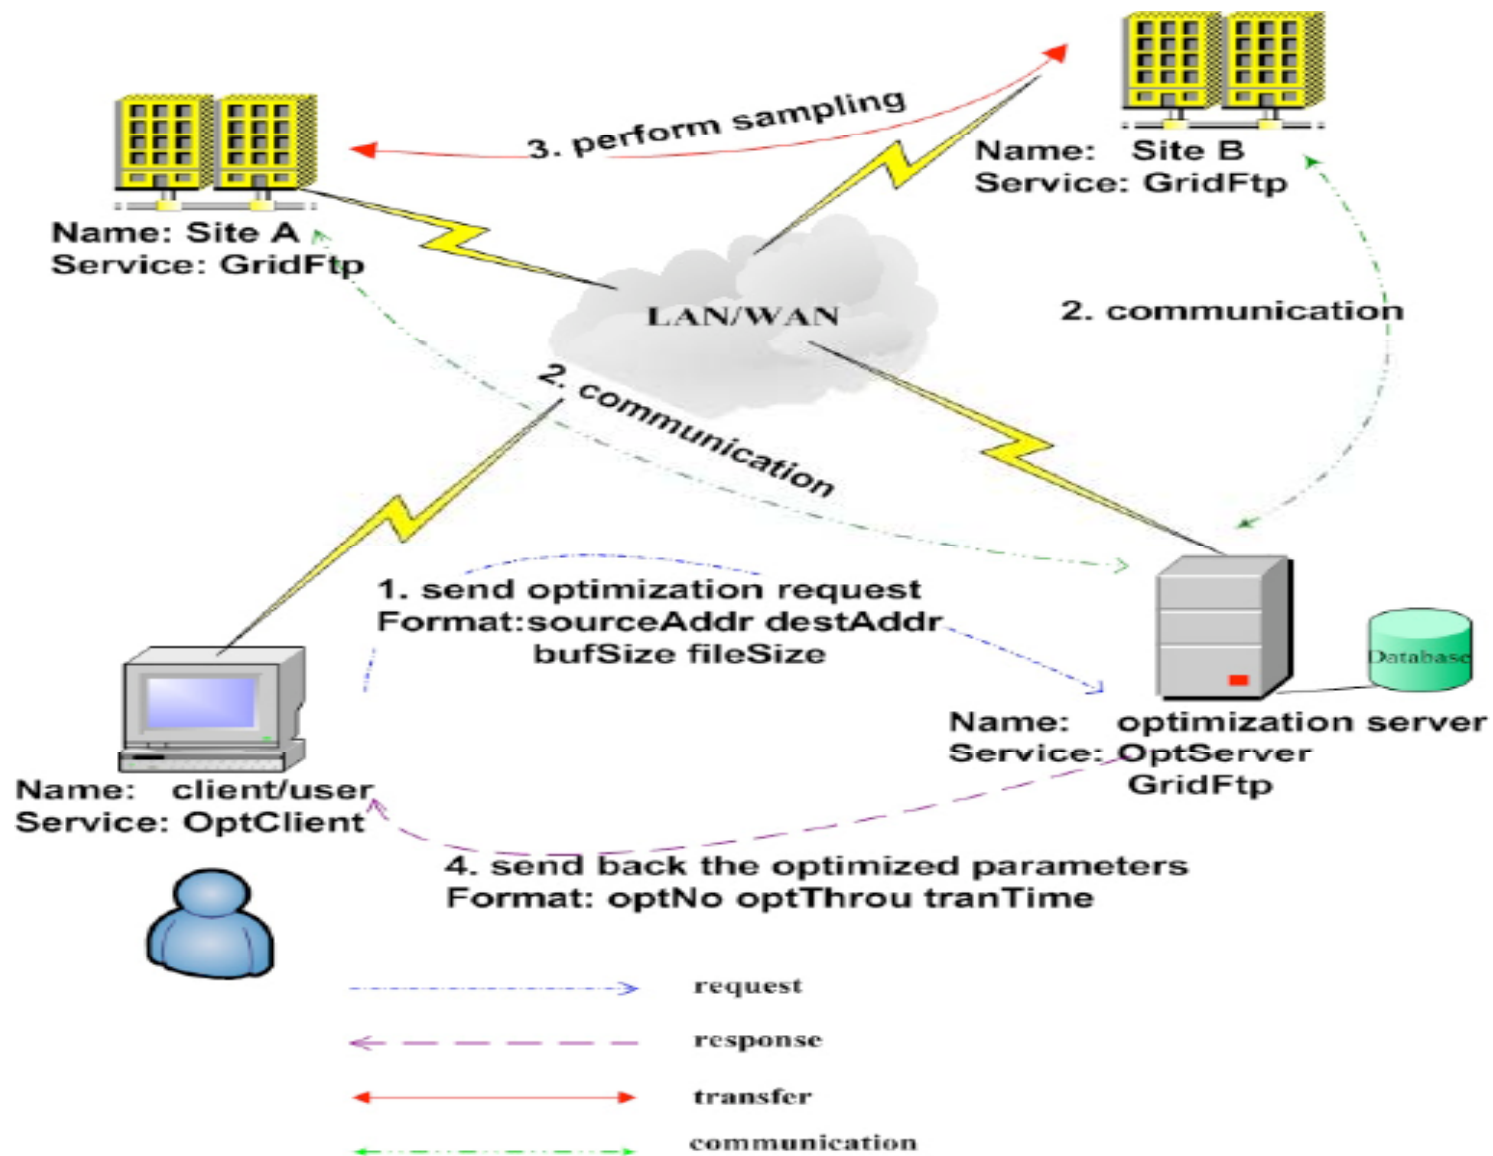 3. perform sampling
Name: Site B
Service: GridFtp
Name: Site A
Service: GridFtp
LAN/WAN
2. communication
2. communication
1. send optimization request
Format:sourceAddr destAddr
bufSize fileSize
Database
Name: optimization server
Service: OptServer
GridFtp
Name: client/user
Service: OptClient
4. send back the optimized parameters
Format: optNo optThrou tranTime
request
response
transfer
communication